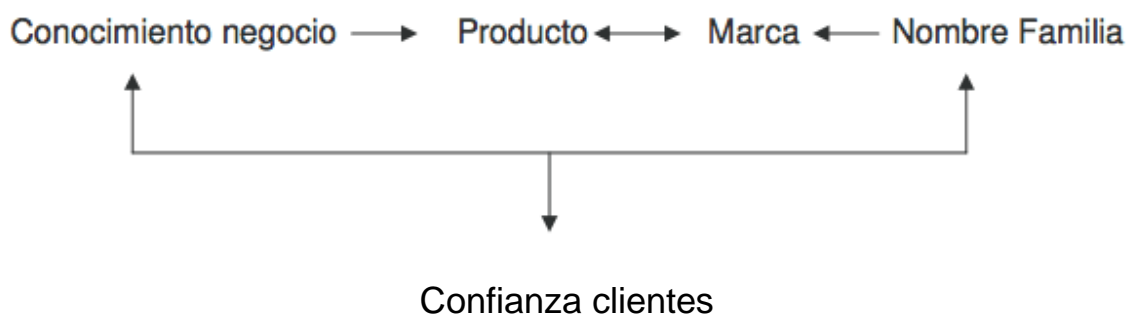 Conocimiento negocio Producto Marca Nombre Familia
Confianza clientes